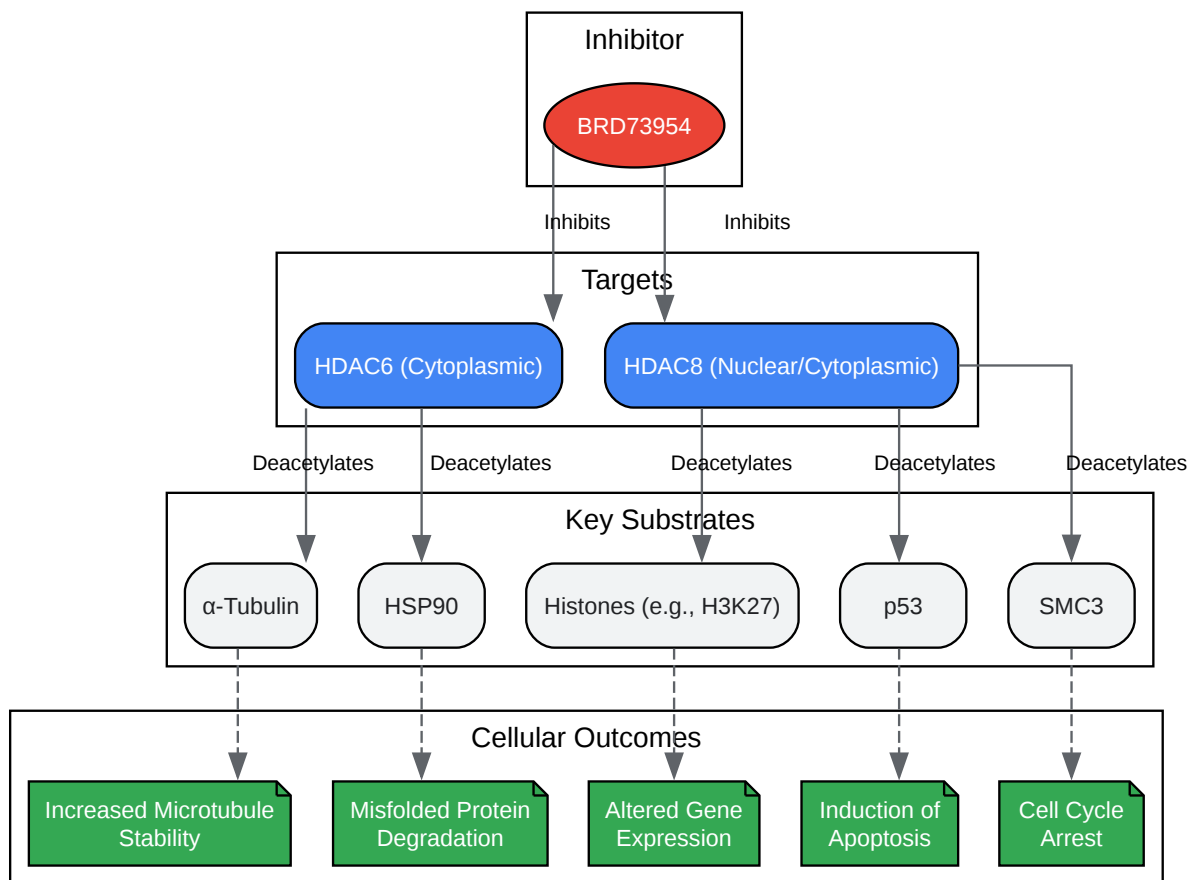 Inhibitor
BRD73954
Inhibits
Inhibits
Targets
HDAC6 (Cytoplasmic)
HDAC8 (Nuclear/Cytoplasmic)
Deacetylates
Deacetylates
Deacetylates
Deacetylates
Deacetylates
Key Substrates
α-Tubulin
HSP90
Histones (e.g., H3K27)
p53
SMC3
Cellular Outcomes
Increased Microtubule
Stability
Misfolded Protein
Degradation
Altered Gene
Expression
Induction of
Apoptosis
Cell Cycle
Arrest